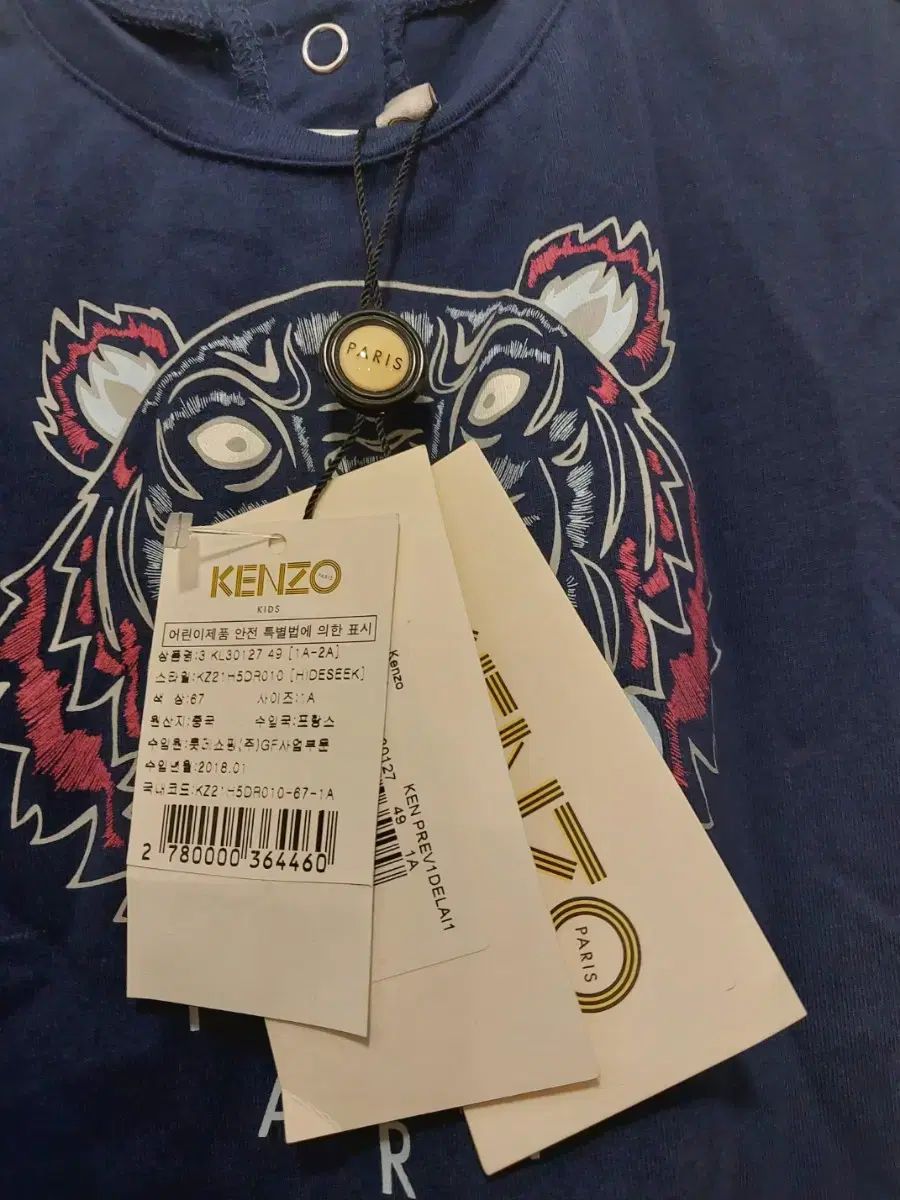 PARIS
KENZO
PARIS
KIDS
어린이제품 안전 특별법에 의한 표시
상품명:3 KL30127 49 [1A-2A]
스타일:KZ21H5DR010 [HIDESEEK]
색 상:67 사이즈:1A
원산지:중국 수입국:프랑스
수입원:롯데쇼핑(주)GF사업부문
수입년월:2018.01
국내코드:KZ21H5DR010-67-1A
2 780000 364460
Kenzo
30127
49
1A
KEN PREV1DELAI1
ENZO
PARIS
A
R